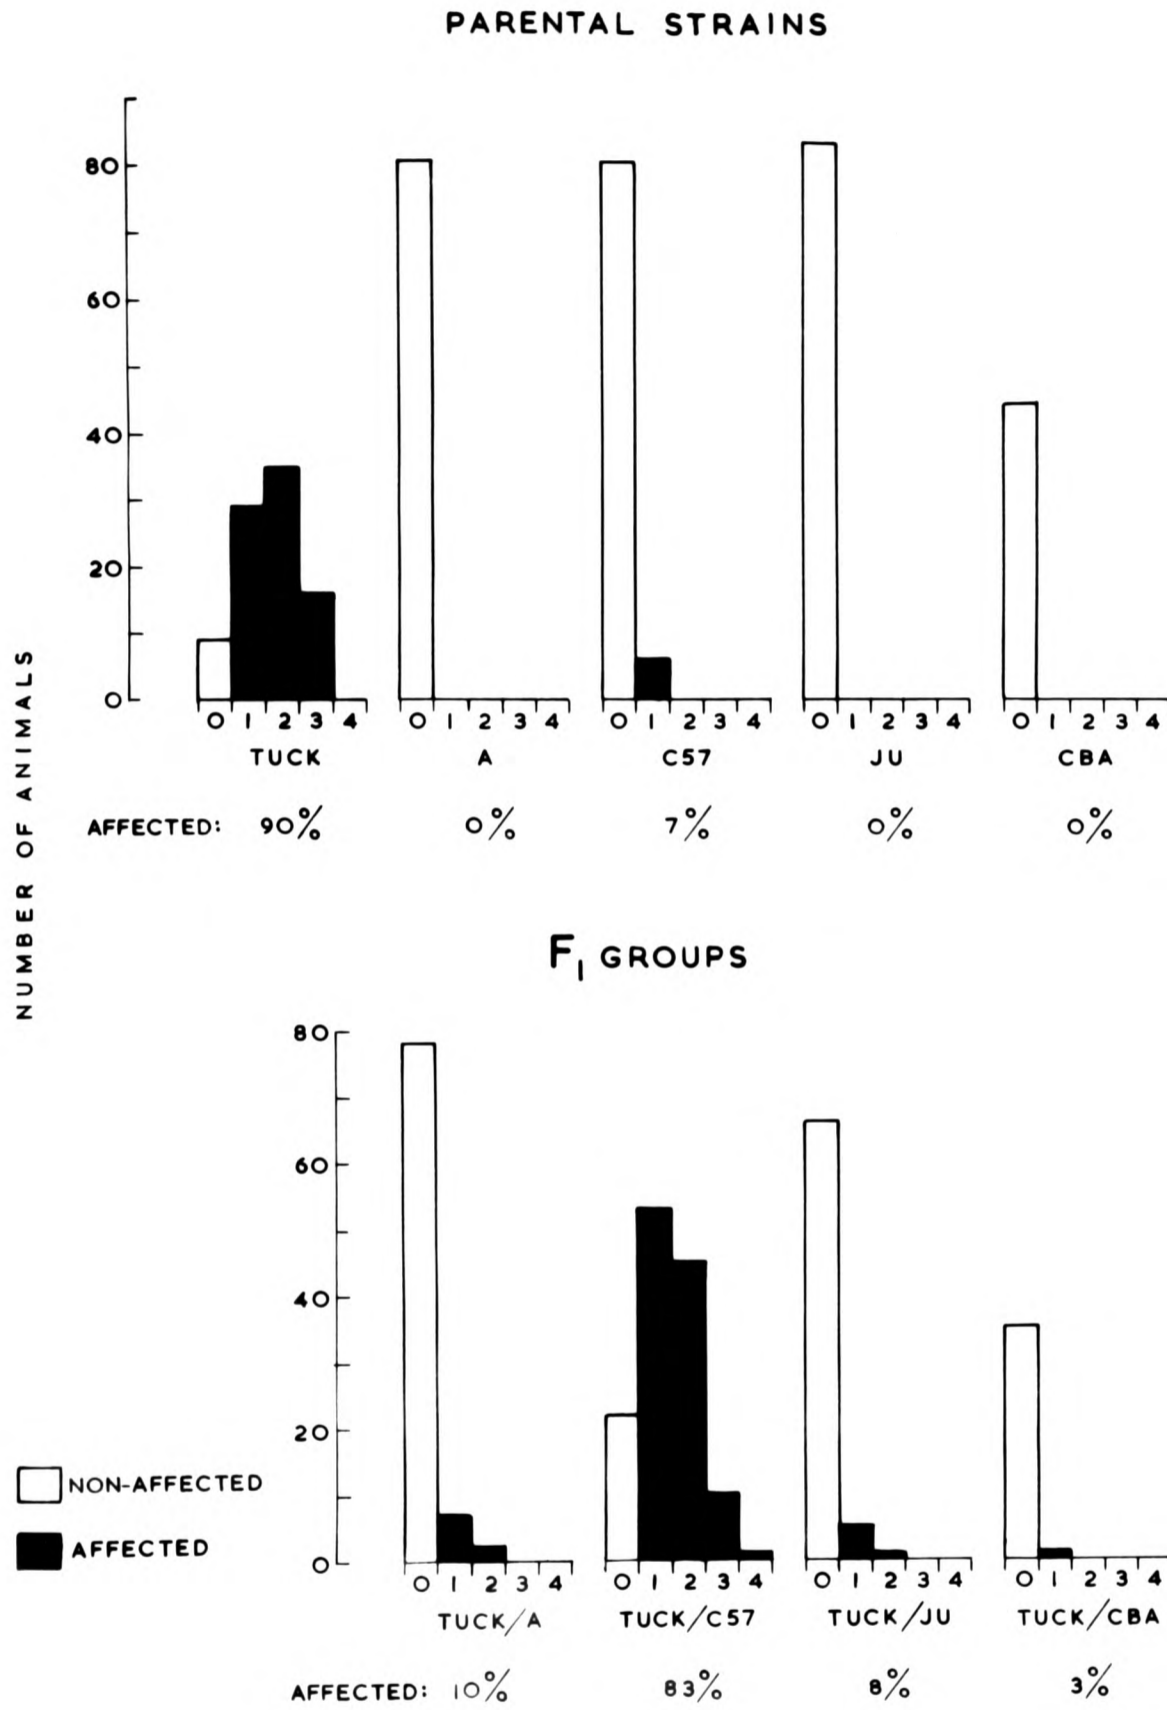 PARENTAL STRAINS
80
60
40
20
0
0 1 2 3 4
0 1 2 3 4
0 1 2 3 4
0 1 2 3 4
0 1 2 3 4
TUCK A C57 JU CBA
AFFECTED: 90% 0% 7% 0% 0%
NUMBER OF ANIMALS
F1 GROUPS
80
60
40
20
0
0 1 2 3 4
0 1 2 3 4
0 1 2 3 4
0 1 2 3 4
TUCK/A TUCK/C57 TUCK/JU TUCK/CBA
AFFECTED: 10% 83% 8% 3%
NON-AFFECTED
AFFECTED